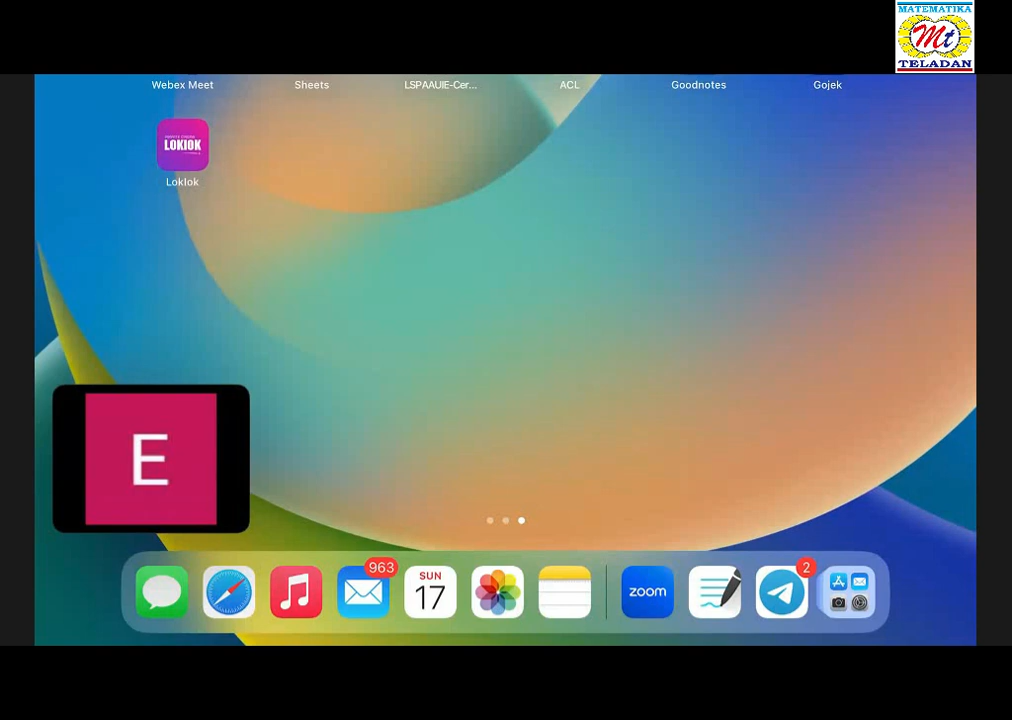 MATEMATIKA
Mt
TELADAN
Webex Meet
Sheets
LSPAAUIE-Cer...
ACL
Goodnotes
Gojek
LOKLOK
Loklok
E
963
SUN
17
zoom
2